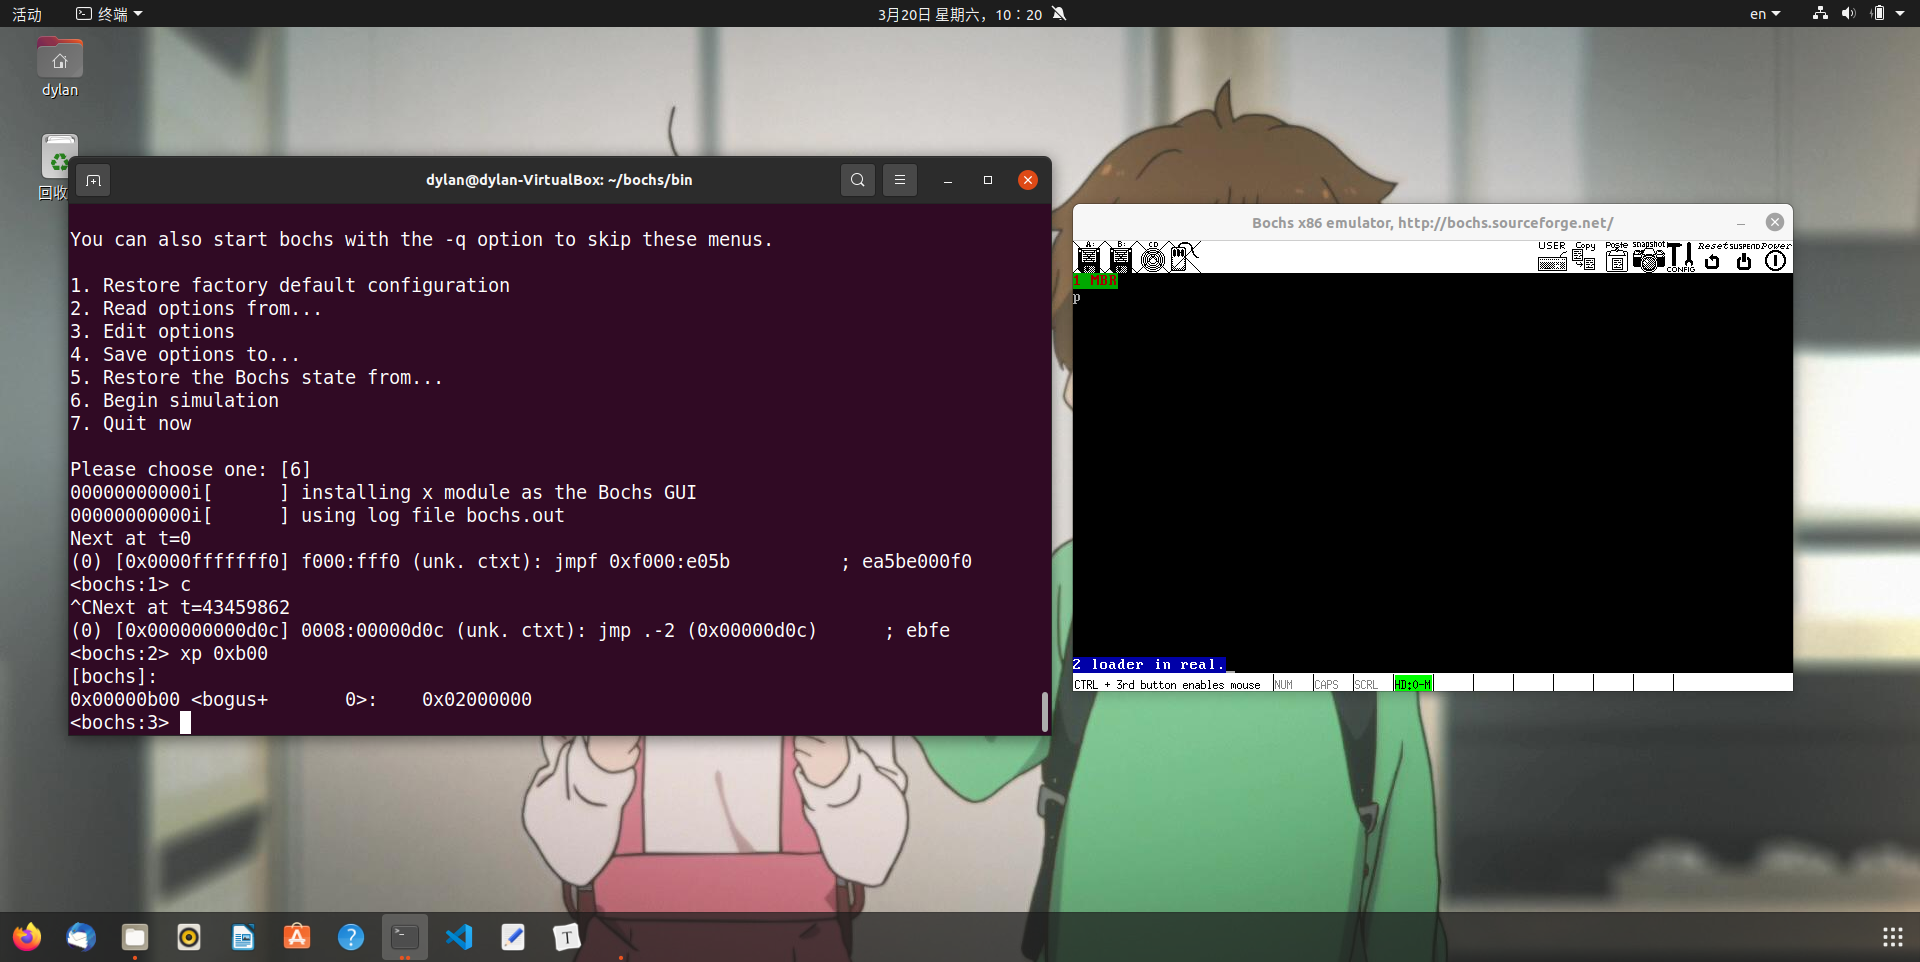 活动 终端 3月20日 星期六，10：20 en
dylan
回收
dylan@dylan-VirtualBox: ~/bochs/bin
You can also start bochs with the -q option to skip these menus.
1. Restore factory default configuration
2. Read options from...
3. Edit options
4. Save options to...
5. Restore the Bochs state from...
6. Begin simulation
7. Quit now
Please choose one: [6]
00000000000i[      ] installing x module as the Bochs GUI
00000000000i[      ] using log file bochs.out
Next at t=0
(0) [0x0000fffffff0] f000:fff0 (unk. ctxt): jmpf 0xf000:e05b          ; ea5be000f0
<bochs:1> c
^CNext at t=43459862
(0) [0x000000000d0c] 0008:00000d0c (unk. ctxt): jmp .-2 (0x00000d0c)      ; ebfe
<bochs:2> xp 0xb00
[bochs]:
0x00000b00 <bogus+       0>:    0x02000000
<bochs:3>
Bochs x86 emulator, http://bochs.sourceforge.net/
A: B: CD USER Copy Paste snapshot CONFIG Reset SUSPEND Power
1 MBR
p
2 loader in real.
CTRL + 3rd button enables mouse NUM CAPS SCRL HD:0-M